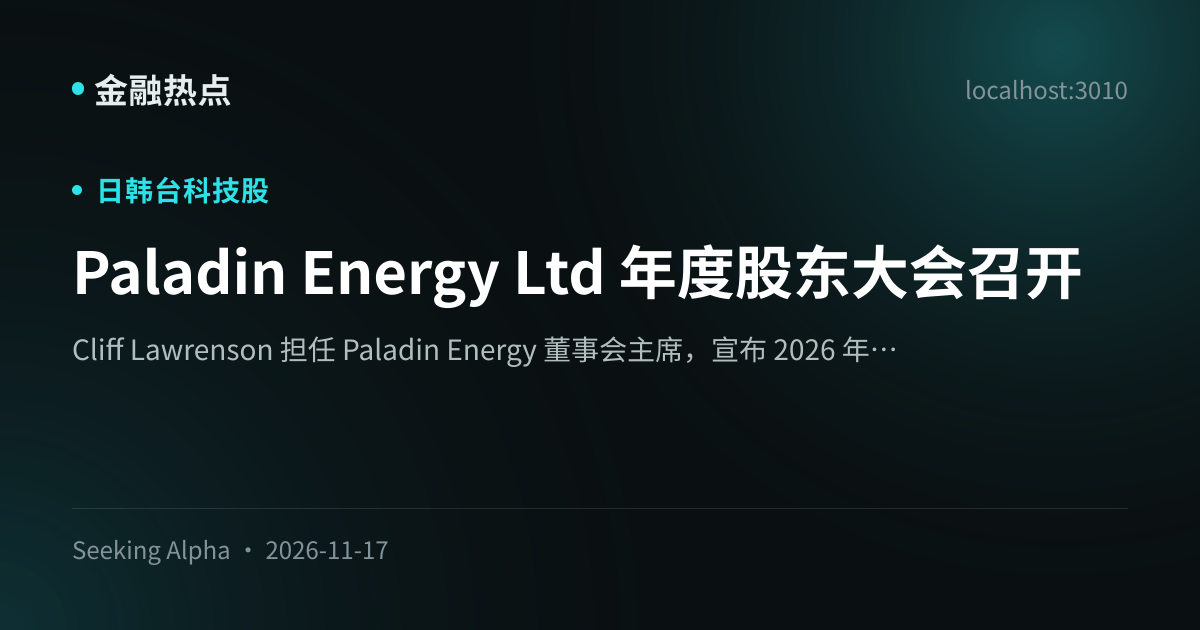 金融热点
localhost:3010
日韩台科技股
Paladin Energy Ltd 年度股东大会召开
Cliff Lawrenson 担任 Paladin Energy 董事会主席，宣布 2026 年…
Seeking Alpha · 2026-11-17